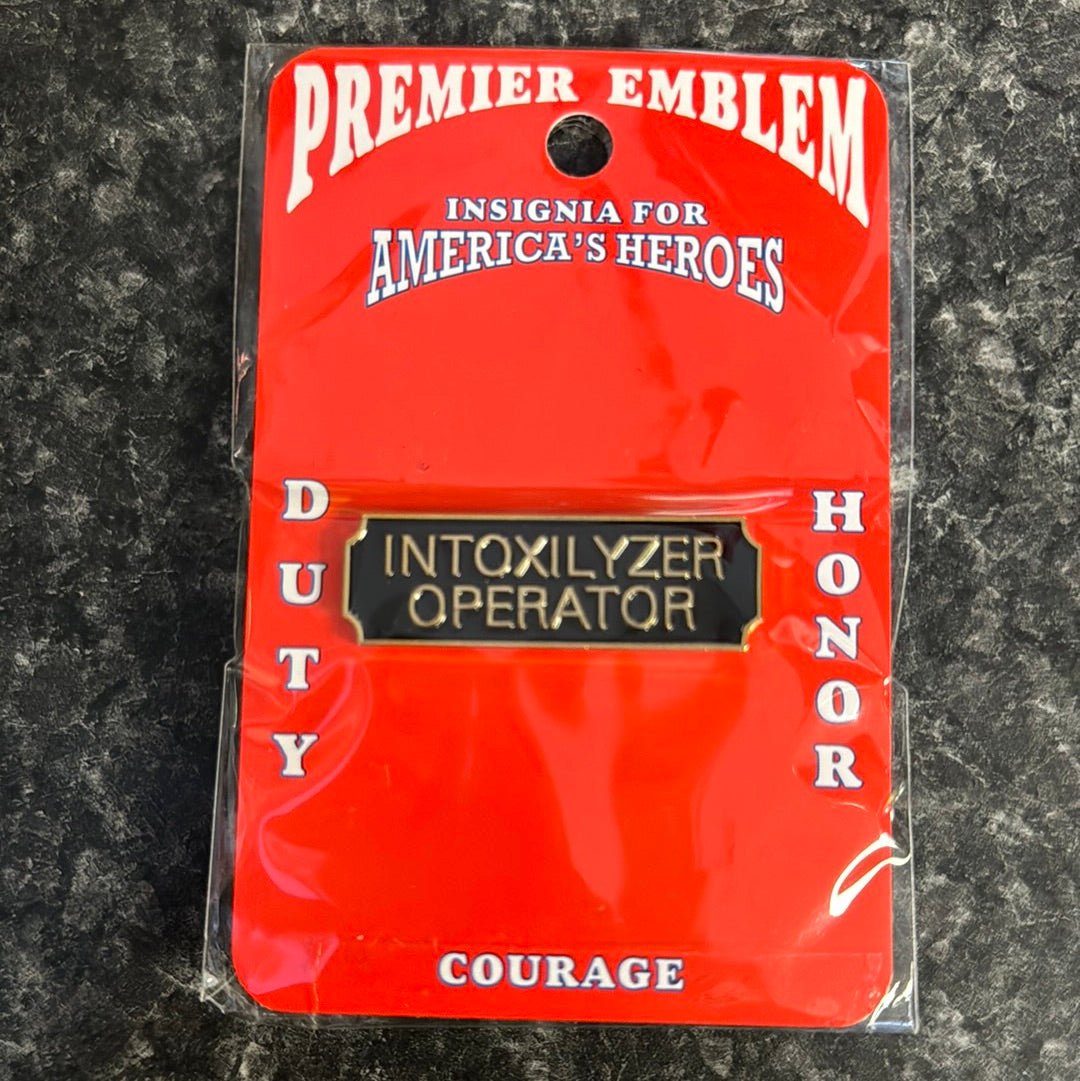 PREMIER EMBLEM
INSIGNIA FOR
AMERICA'S HEROES
DUTY
INTOXILYZER
OPERATOR
HONOR
COURAGE